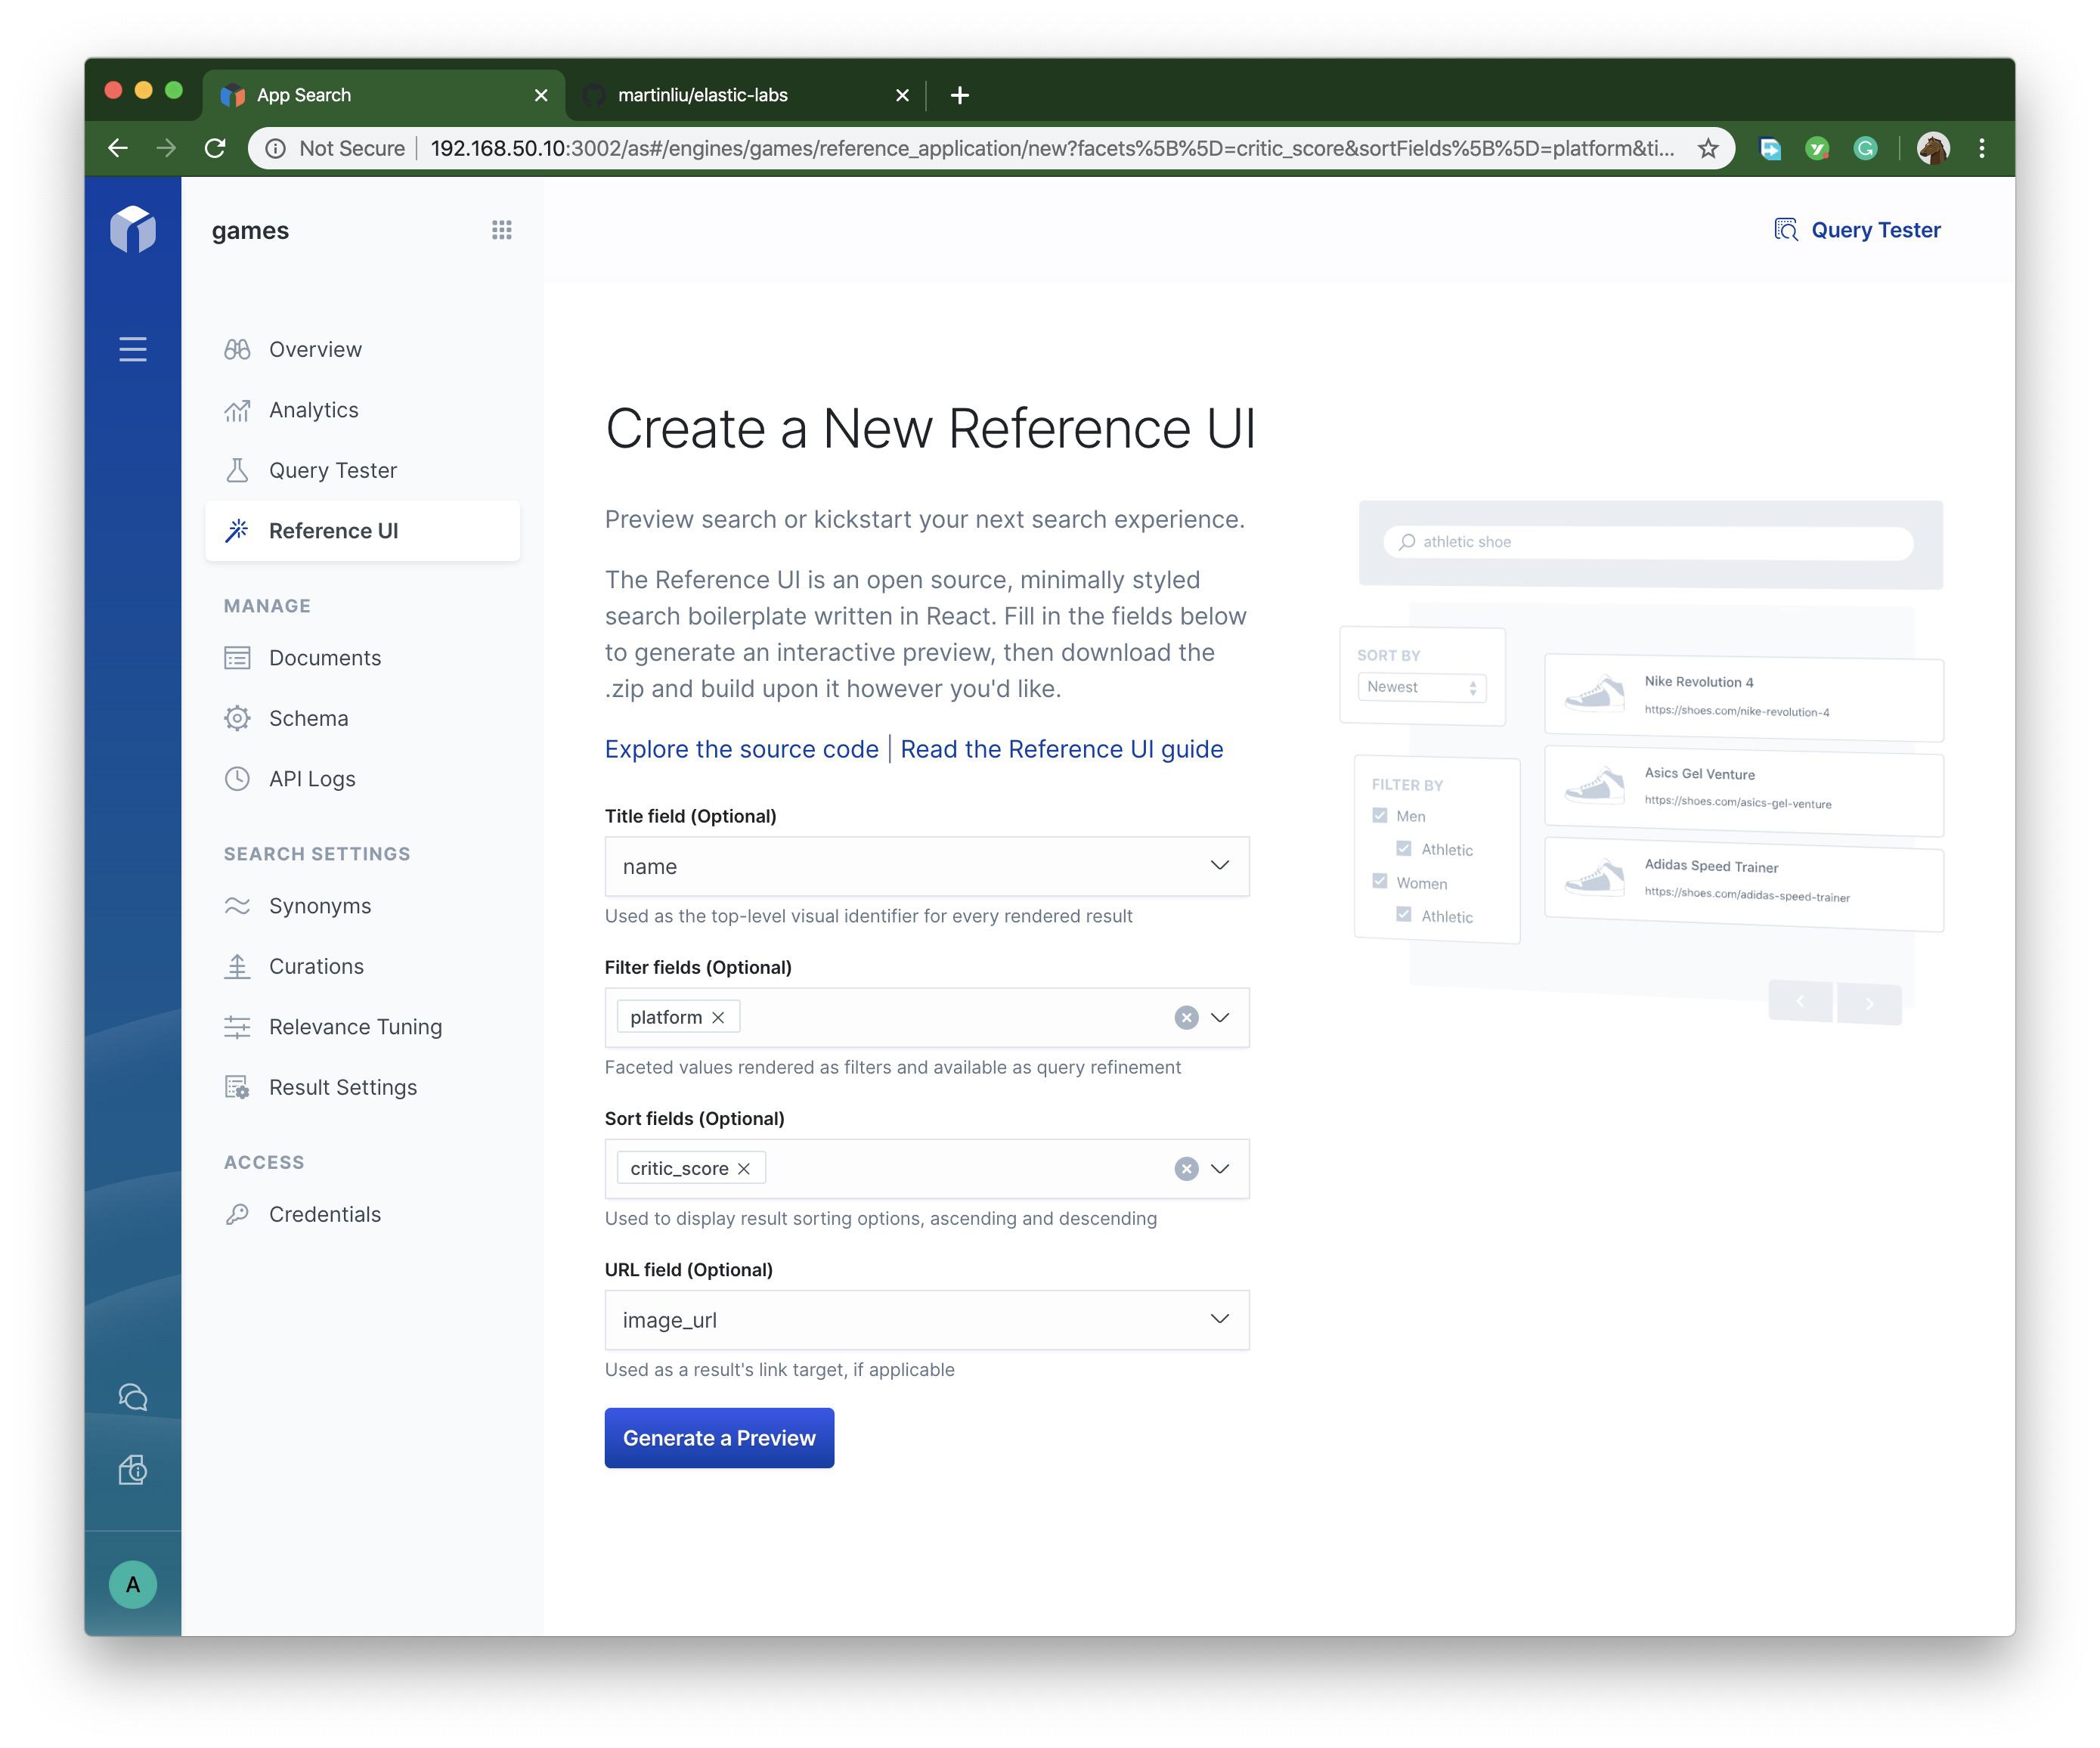 App Search
martinliu/elastic-labs
Not Secure
192.168.50.10:3002/as#/engines/games/reference_application/new?facets%5B%5D=critic_score&sortFields%5B%5D=platform&ti...
games
Query Tester
Overview
Analytics
Query Tester
Reference UI
MANAGE
Documents
Schema
API Logs
SEARCH SETTINGS
Synonyms
Curations
Relevance Tuning
Result Settings
ACCESS
Credentials
A
Create a New Reference UI
Preview search or kickstart your next search experience.
The Reference UI is an open source, minimally styled
search boilerplate written in React. Fill in the fields below
to generate an interactive preview, then download the
.zip and build upon it however you'd like.
Explore the source code | Read the Reference UI guide
Title field (Optional)
name
Used as the top-level visual identifier for every rendered result
Filter fields (Optional)
platform
Faceted values rendered as filters and available as query refinement
Sort fields (Optional)
critic_score
Used to display result sorting options, ascending and descending
URL field (Optional)
image_url
Used as a result's link target, if applicable
Generate a Preview
athletic shoe
SORT BY
Newest
FILTER BY
Men
Athletic
Women
Athletic
Nike Revolution 4
https://shoes.com/nike-revolution-4
Asics Gel Venture
https://shoes.com/asics-gel-venture
Adidas Speed Trainer
https://shoes.com/adidas-speed-trainer